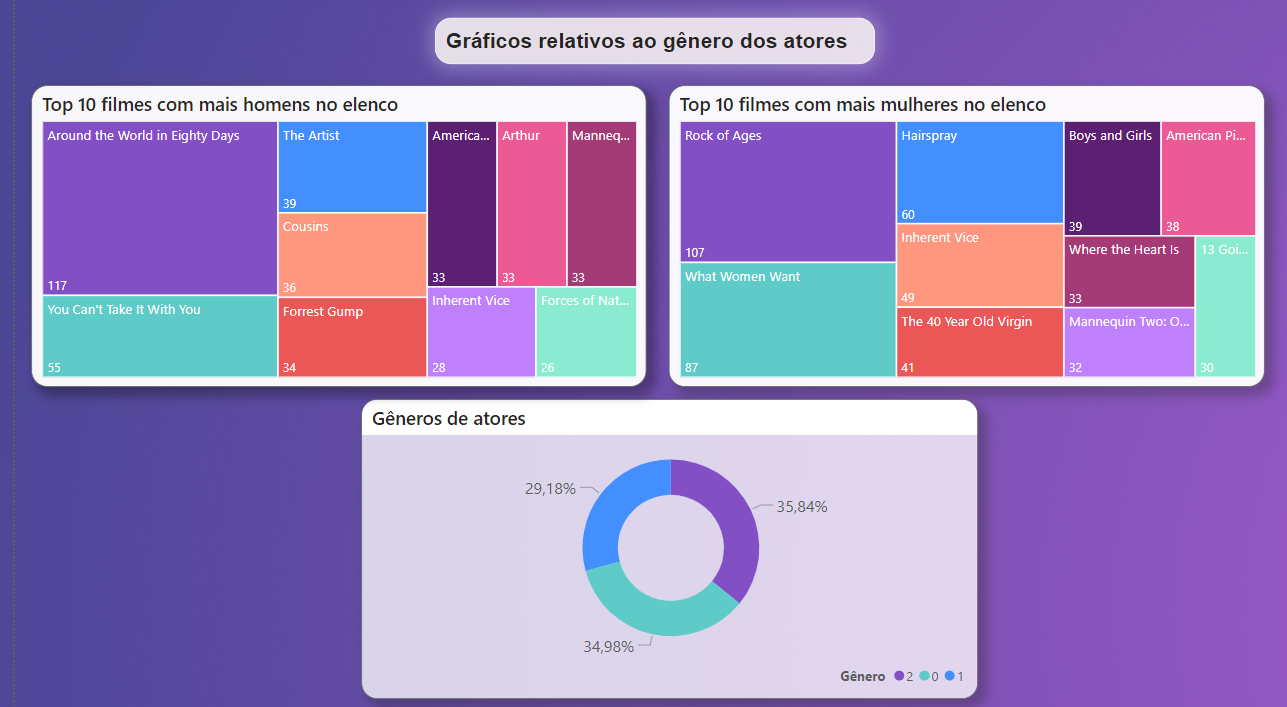 Gráficos relativos ao gênero dos atores
Top 10 filmes com mais homens no elenco
Around the World in Eighty Days
117
You Can't Take It With You
55
The Artist
39
Cousins
36
Forrest Gump
34
America...
33
Arthur
33
Manneq...
33
Inherent Vice
28
Forces of Nat...
26
Top 10 filmes com mais mulheres no elenco
Rock of Ages
107
What Women Want
87
Hairspray
60
Inherent Vice
49
The 40 Year Old Virgin
41
Boys and Girls
39
American Pi...
38
Where the Heart Is
33
Mannequin Two: O...
32
13 Goi...
30
Gêneros de atores
29,18%
35,84%
34,98%
Gênero 2 0 1